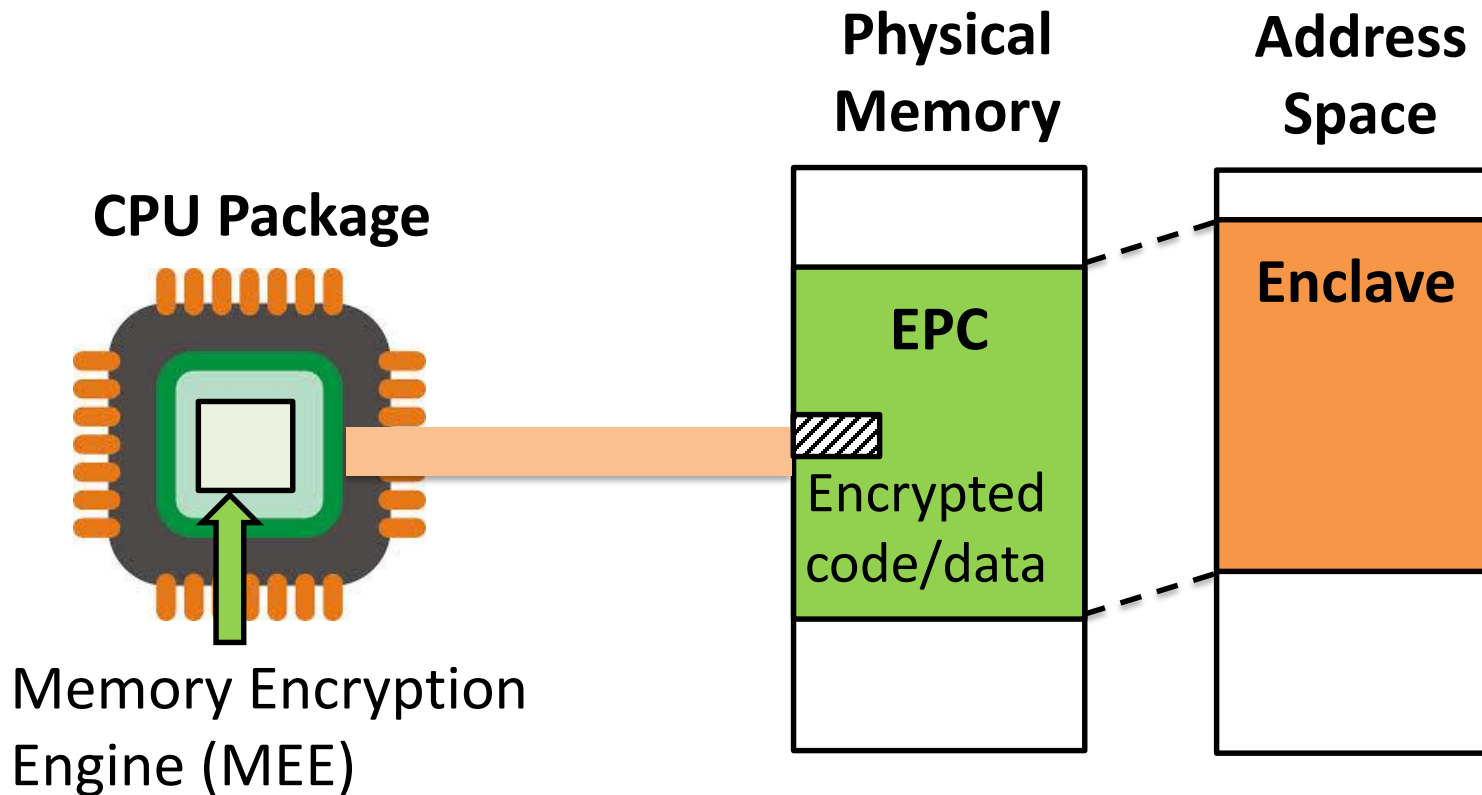 Physical
Memory
Address
Space
CPU Package
EPC
Encrypted
code/data
Enclave
Memory Encryption
Engine (MEE)